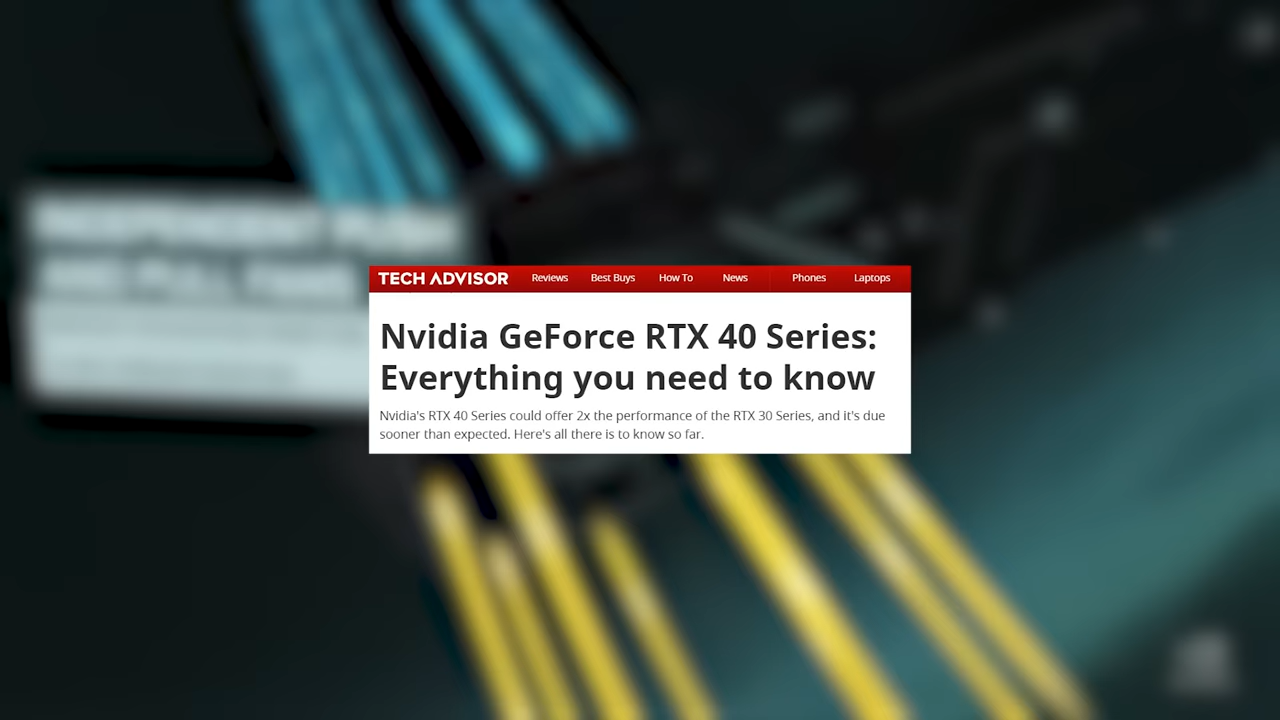 TECH ADVISOR Reviews Best Buys How To News Phones Laptops
Nvidia GeForce RTX 40 Series:
Everything you need to know
Nvidia's RTX 40 Series could offer 2x the performance of the RTX 30 Series, and it's due
sooner than expected. Here's all there is to know so far.